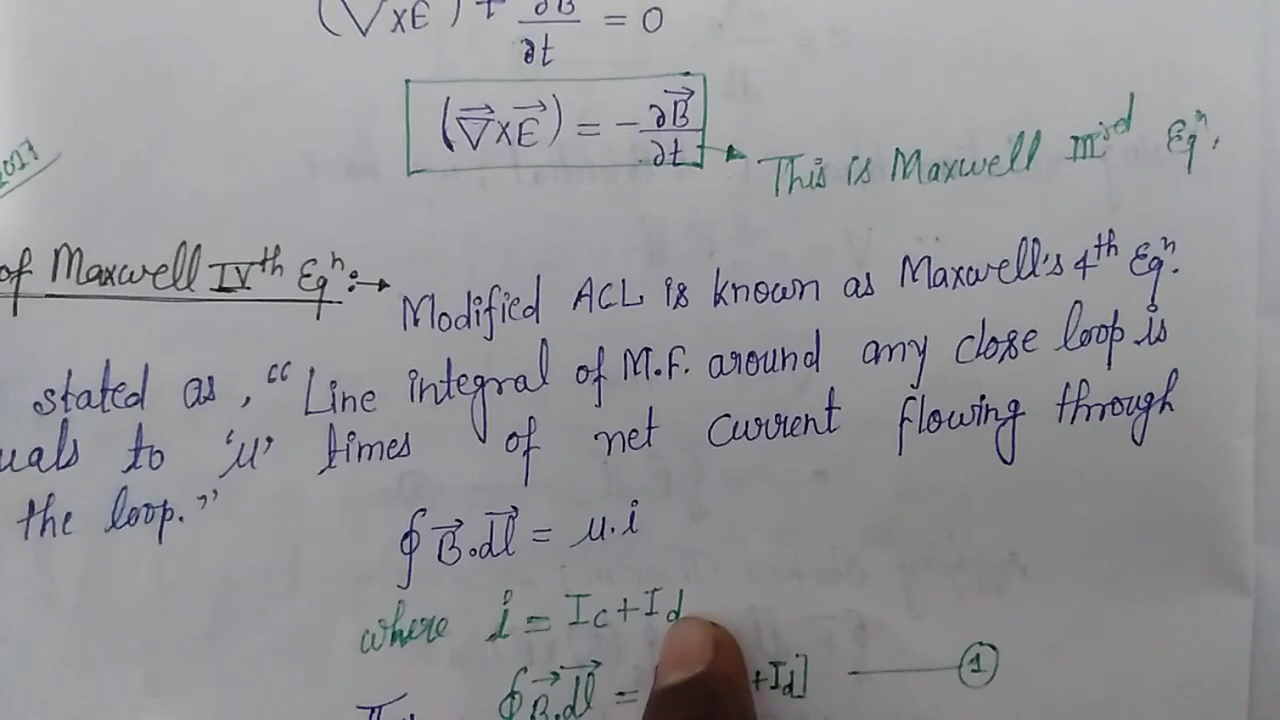 (∇×E) + ∂B/∂t = 0
(∇⃗×E⃗) = -∂B⃗/∂t
This is Maxwell IIIrd Eqⁿ.
2017
of Maxwell IVth Eqⁿ:→
Modified ACL is known as Maxwell's 4th Eqⁿ.
stated as, "Line integral of M.F. around any close loop is
uals to 'μ' times of net current flowing through
the loop."
∮B⃗.dl⃗ = μ.i
where i = Ic+Id
∮B⃗.dl⃗ = +Id] ——— ①